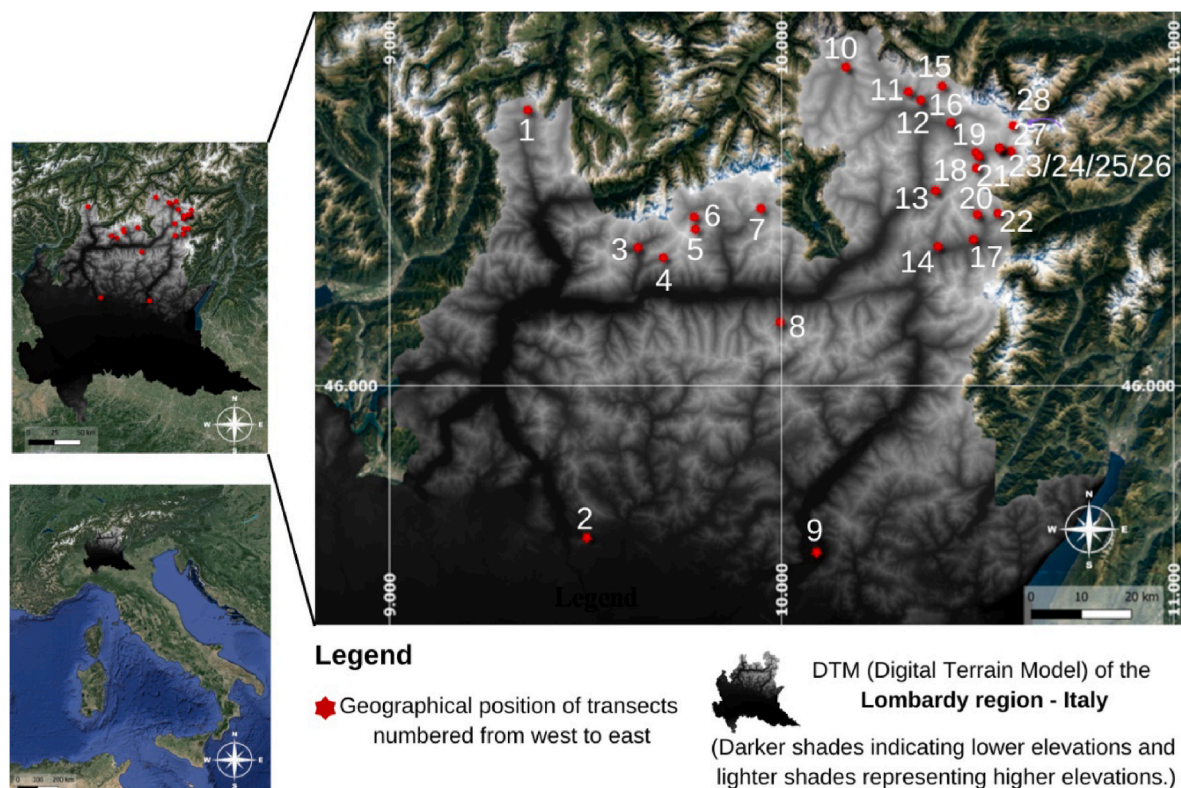 9.000
10.000
11.000
10
15
11
28
1
16
12
27
19
23/24/25/26
18
21
13
6
20
22
7
3
5
14
17
4
8
46.000
46.000
N
W
E
S
0 25 50 km
N
W
E
S
2
9
Legend
0 10 20 km
9.000
10.000
11.000
Legend
Geographical position of transects
numbered from west to east
DTM (Digital Terrain Model) of the
Lombardy region - Italy
(Darker shades indicating lower elevations and
lighter shades representing higher elevations.)
N
W
E
S